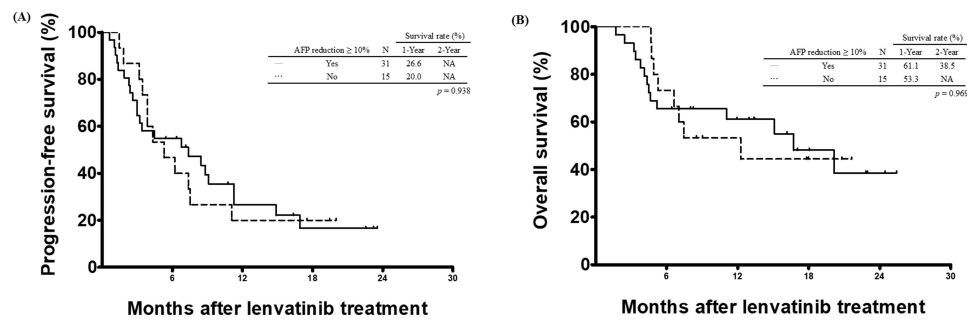 (A)
Progression-free survival (%)
100
80
60
40
20
0
6
12
18
24
30
Months after lenvatinib treatment
Survival rate (%)
AFP reduction ≥ 10% N 1-Year 2-Year
— Yes 31 26.6 NA
··· No 15 20.0 NA
p = 0.938
(B)
Overall survival (%)
100
80
60
40
20
0
6
12
18
24
30
Months after lenvatinib treatment
Survival rate (%)
AFP reduction ≥ 10% N 1-Year 2-Year
— Yes 31 61.1 38.5
··· No 15 53.3 NA
p = 0.969